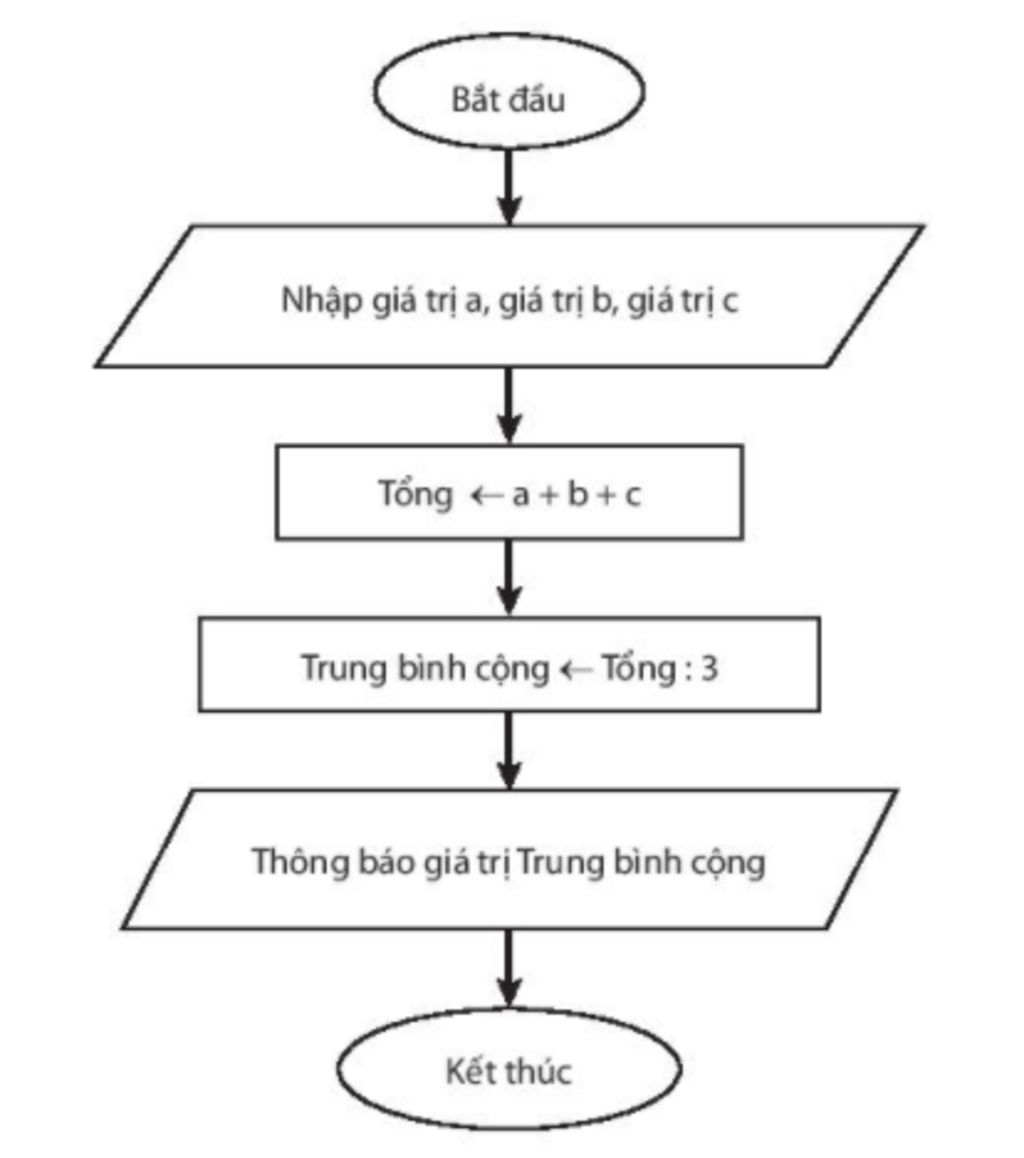 Bắt đầu
Nhập giá trị a, giá trị b, giá trị c
Tổng ← a + b + c
Trung bình cộng ← Tổng : 3
Thông báo giá trị Trung bình cộng
Kết thúc